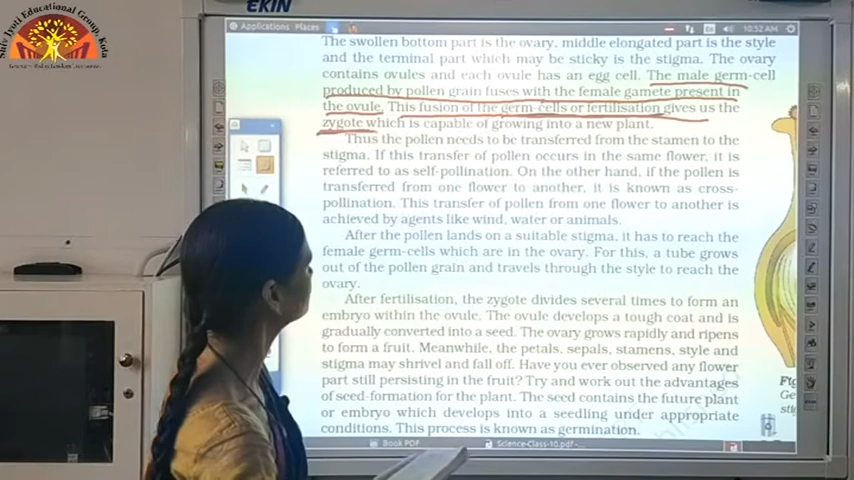 EKIN
Shiv Jyoti Educational Group, Kota
Applications Places
En
10:52 AM
The swollen bottom part is the ovary, middle elongated part is the style
and the terminal part which may be sticky is the stigma. The ovary
contains ovules and each ovule has an egg cell. The male germ-cell
produced by pollen grain fuses with the female gamete present in
the ovule. This fusion of the germ-cells or fertilisation gives us the
zygote which is capable of growing into a new plant.
Thus the pollen needs to be transferred from the stamen to the
stigma. If this transfer of pollen occurs in the same flower, it is
referred to as self-pollination. On the other hand, if the pollen is
transferred from one flower to another, it is known as cross-
pollination. This transfer of pollen from one flower to another is
achieved by agents like wind, water or animals.
After the pollen lands on a suitable stigma, it has to reach the
female germ-cells which are in the ovary. For this, a tube grows
out of the pollen grain and travels through the style to reach the
ovary.
After fertilisation, the zygote divides several times to form an
embryo within the ovule. The ovule develops a tough coat and is
gradually converted into a seed. The ovary grows rapidly and ripens
to form a fruit. Meanwhile, the petals, sepals, stamens, style and
stigma may shrivel and fall off. Have you ever observed any flower
part still persisting in the fruit? Try and work out the advantages
of seed-formation for the plant. The seed contains the future plant
or embryo which develops into a seedling under appropriate
conditions. This process is known as germination.
Fig
Ge
sti
Book PDF
Science-Class-10.pdf-